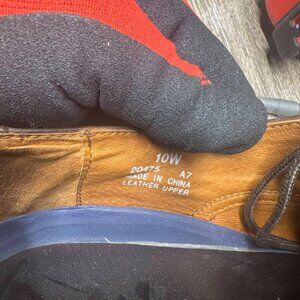 10W
20475 A7
MADE IN CHINA
LEATHER UPPER